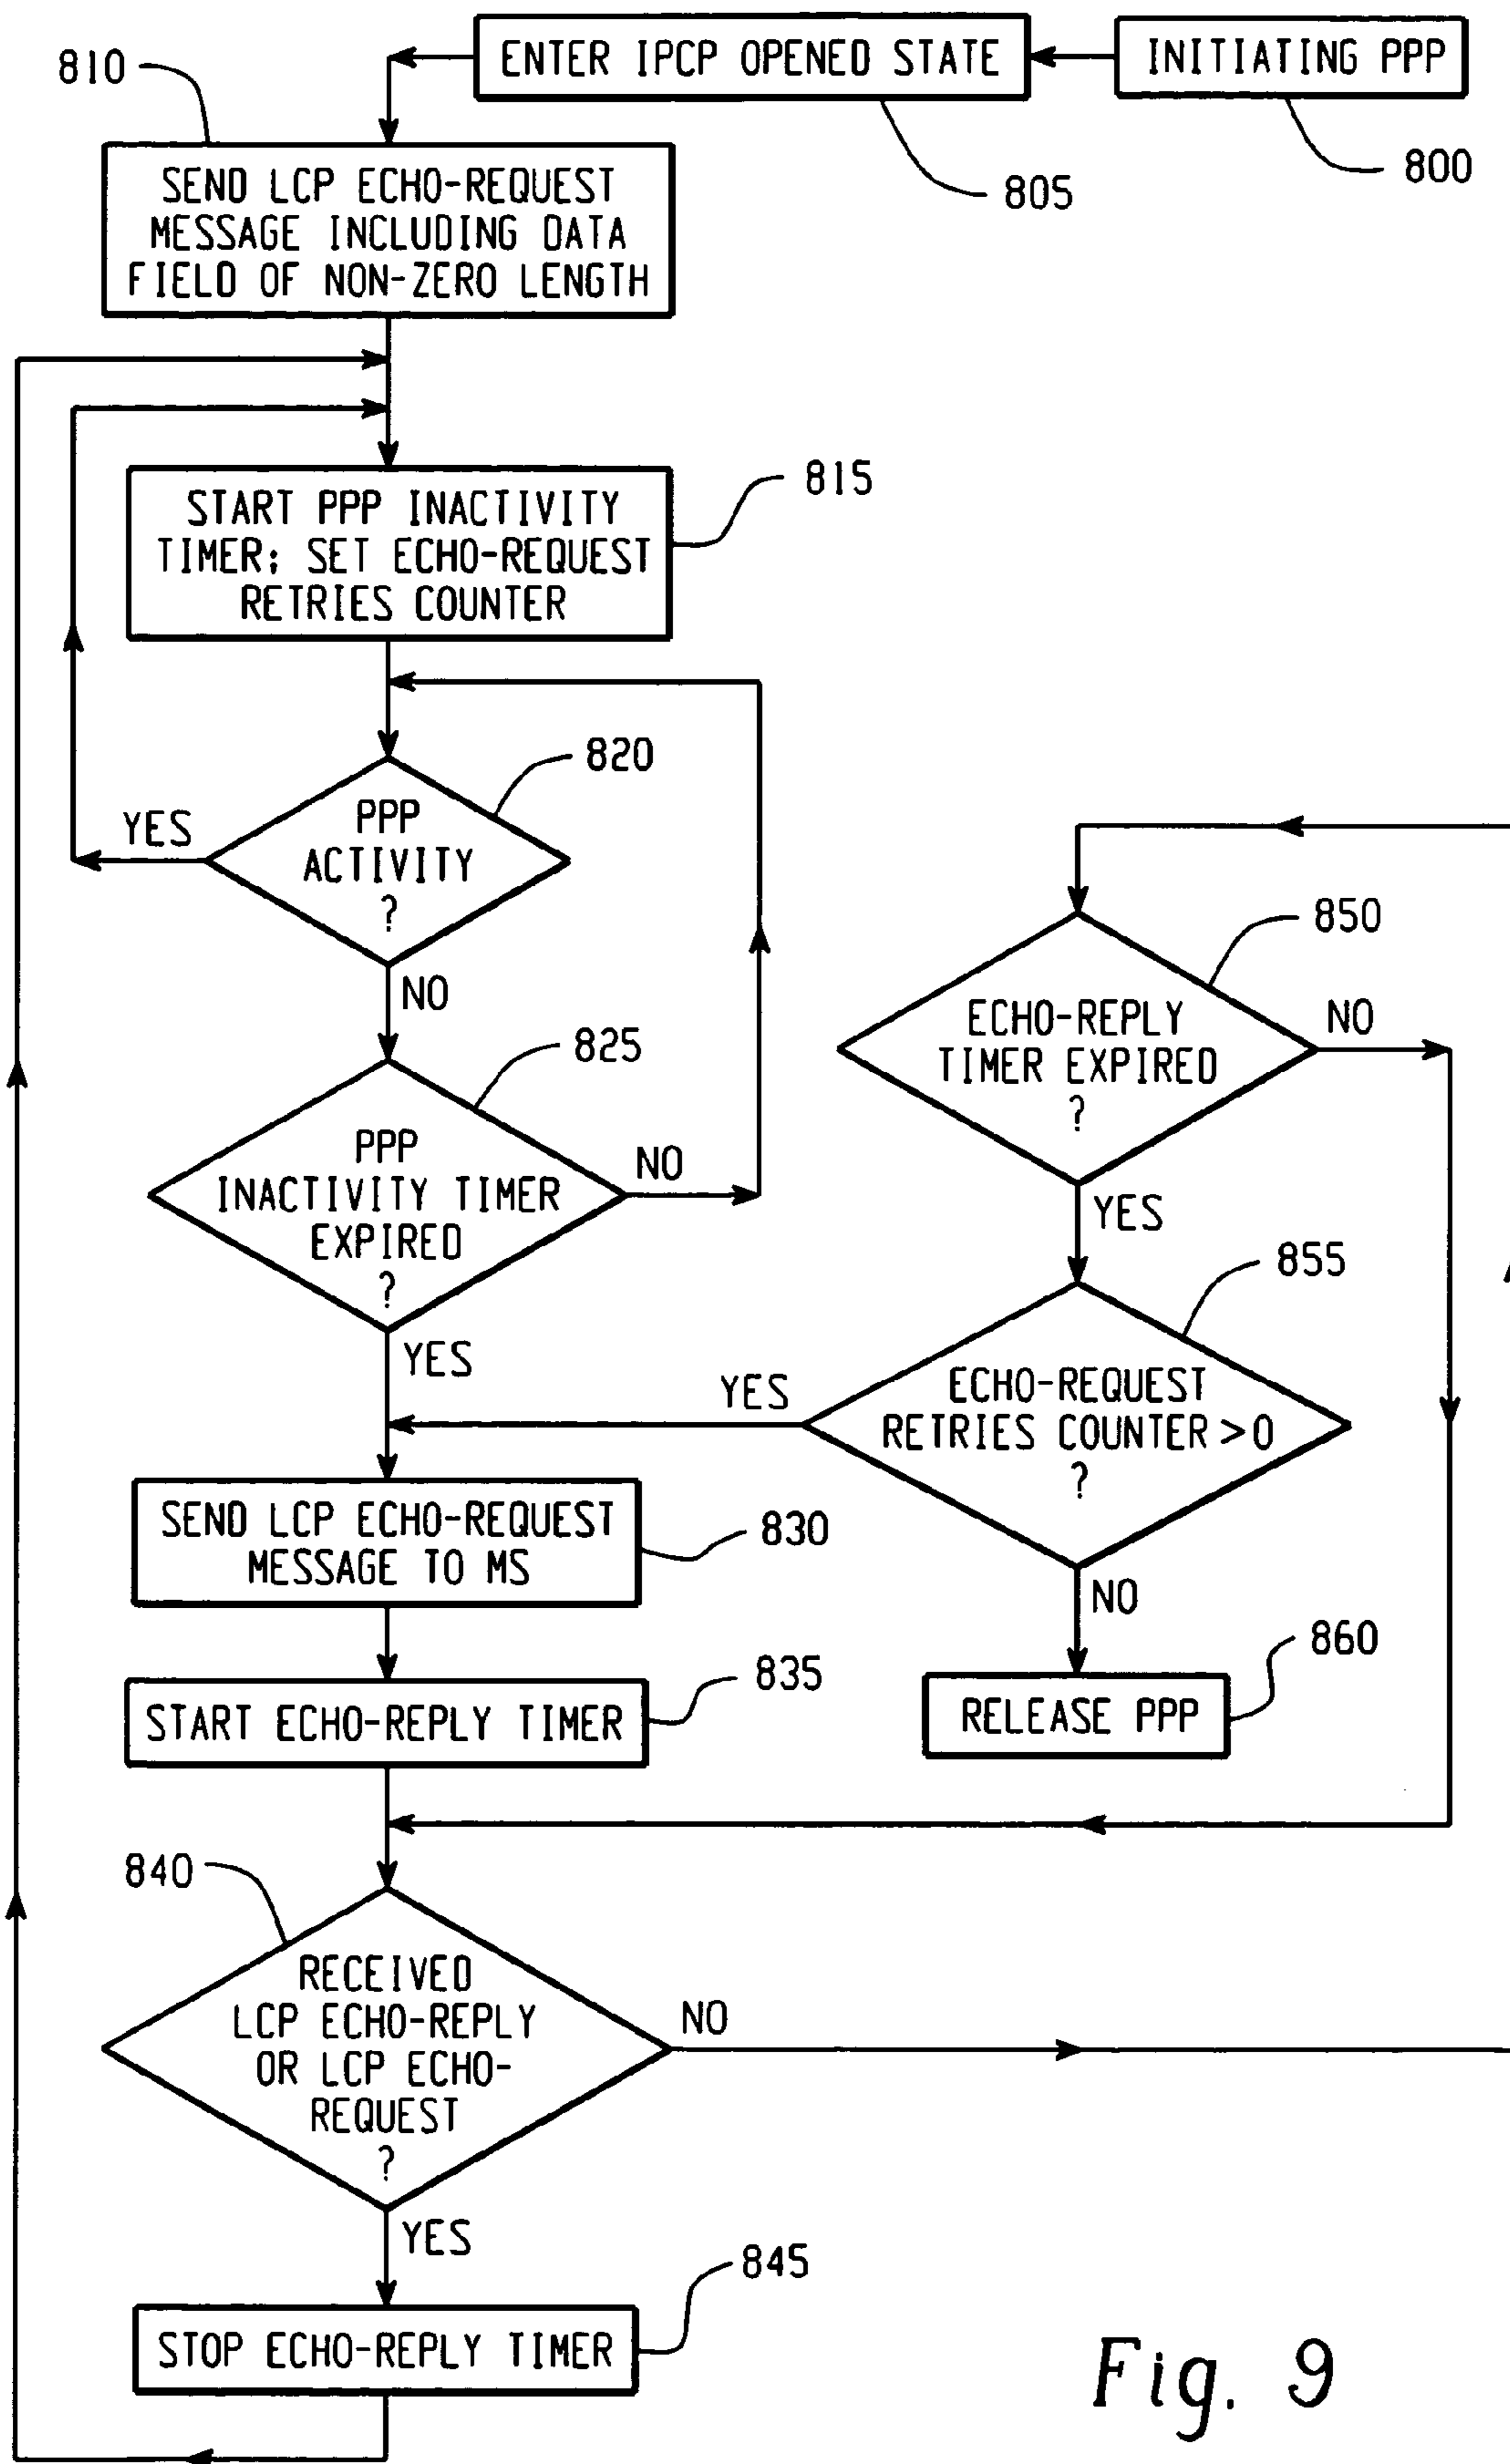 INITIATING PPP
800
ENTER IPCP OPENED STATE
805
810
SEND LCP ECHO-REQUEST
MESSAGE INCLUDING DATA
FIELD OF NON-ZERO LENGTH
START PPP INACTIVITY
TIMER; SET ECHO-REQUEST
RETRIES COUNTER
815
PPP
ACTIVITY
?
820
YES
NO
PPP
INACTIVITY TIMER
EXPIRED
?
825
NO
YES
SEND LCP ECHO-REQUEST
MESSAGE TO MS
830
START ECHO-REPLY TIMER
835
840
RECEIVED
LCP ECHO-REPLY
OR LCP ECHO-
REQUEST
?
NO
YES
STOP ECHO-REPLY TIMER
845
ECHO-REPLY
TIMER EXPIRED
?
850
NO
YES
ECHO-REQUEST
RETRIES COUNTER >0
?
855
YES
NO
RELEASE PPP
860
Fig. 9